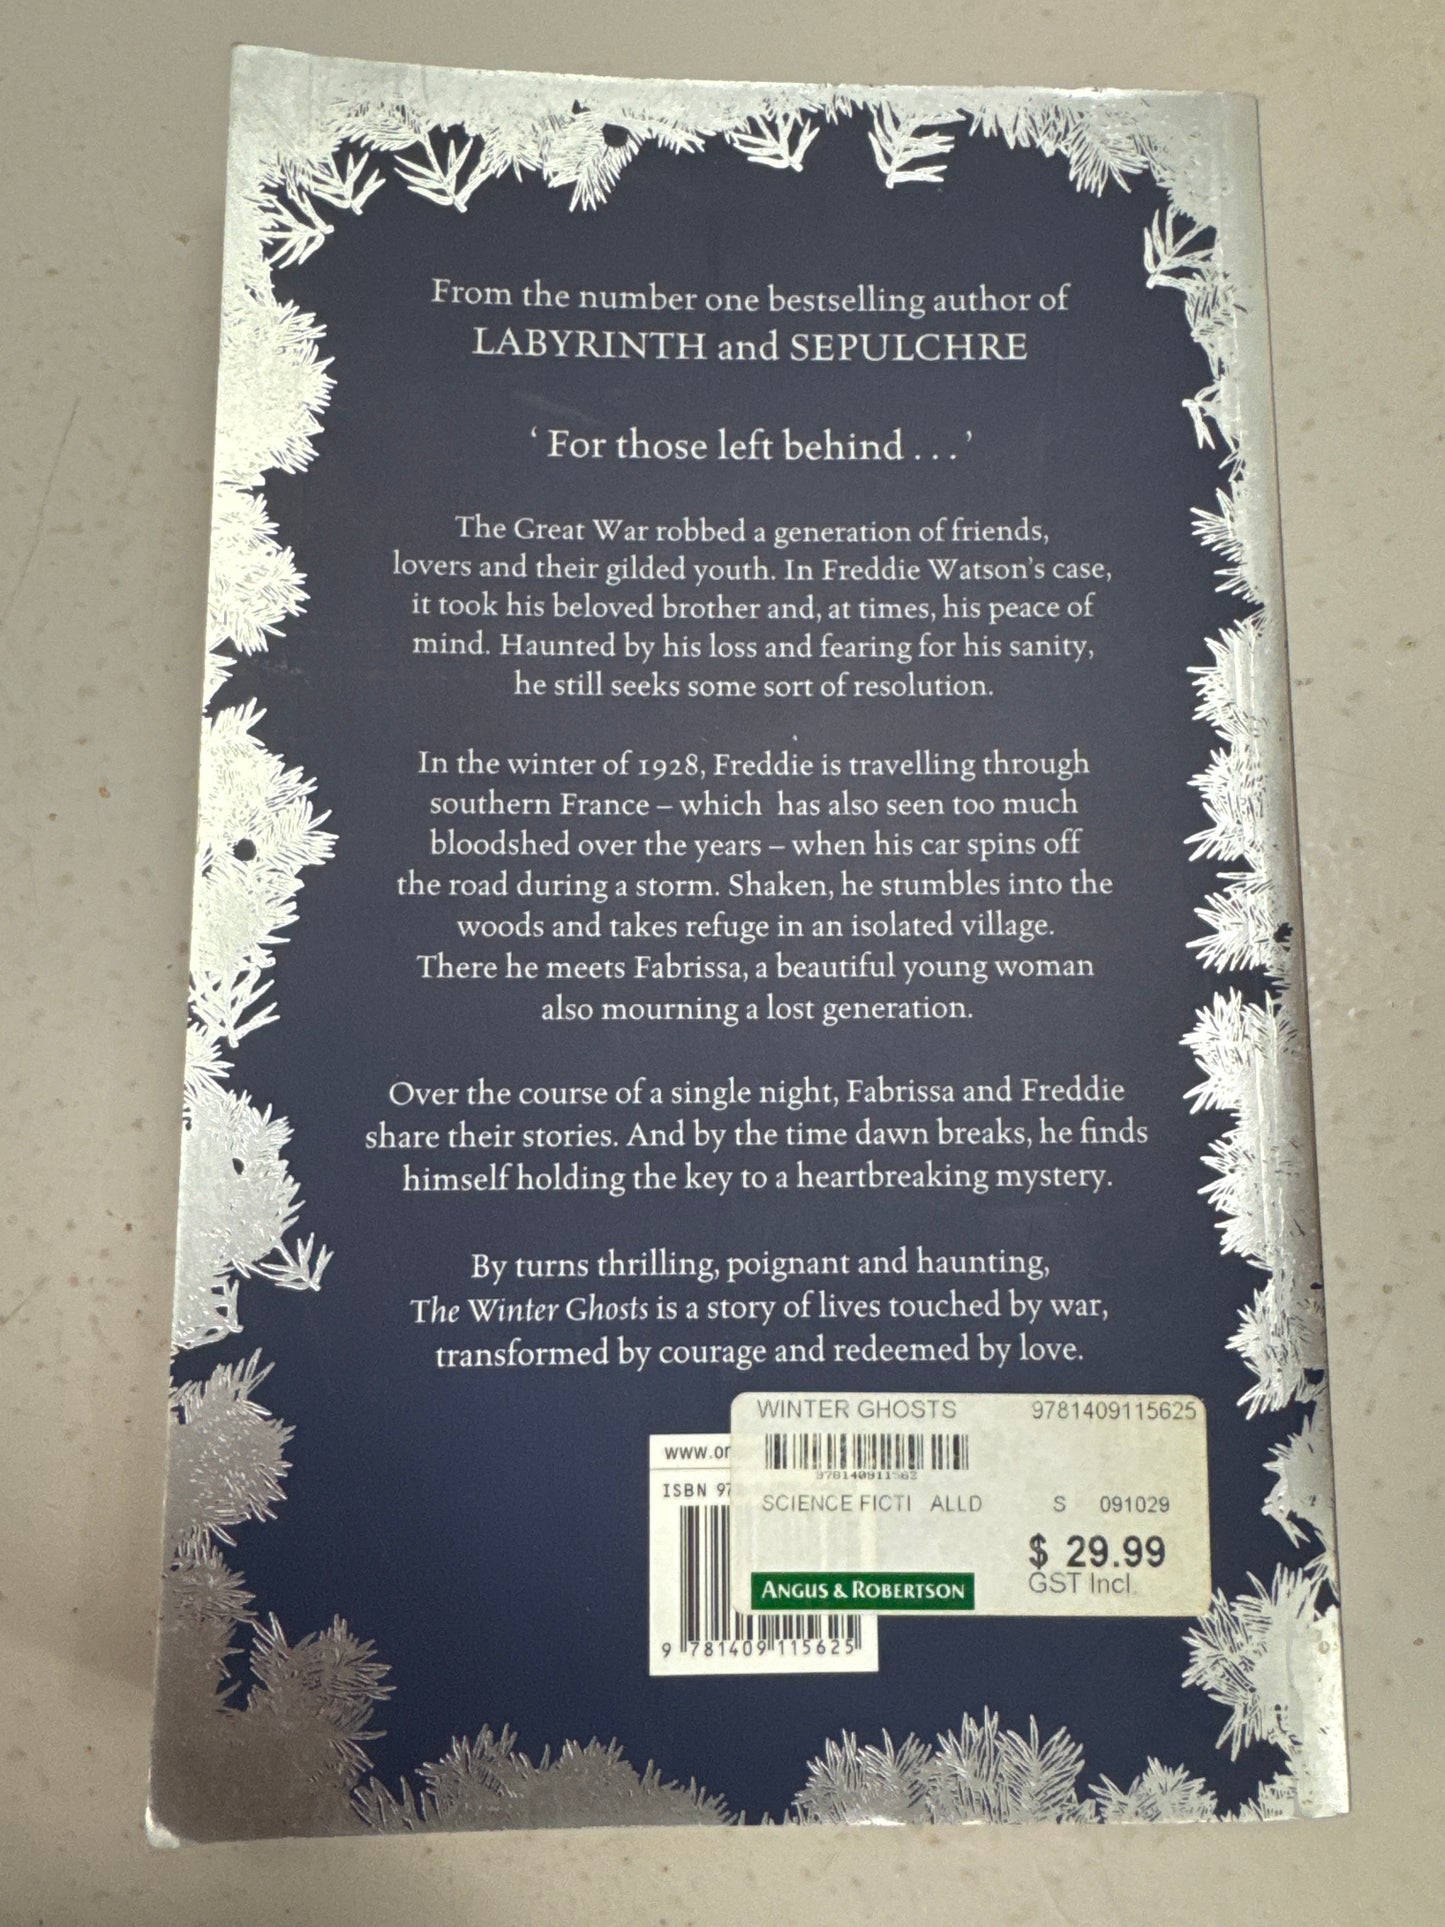 From the number one bestselling author of
LABYRINTH and SEPULCHRE
‘ For those left behind . . . ’
The Great War robbed a generation of friends,
lovers and their gilded youth. In Freddie Watson’s case,
it took his beloved brother and, at times, his peace of
mind. Haunted by his loss and fearing for his sanity,
he still seeks some sort of resolution.
In the winter of 1928, Freddie is travelling through
southern France – which has also seen too much
bloodshed over the years – when his car spins off
the road during a storm. Shaken, he stumbles into the
woods and takes refuge in an isolated village.
There he meets Fabrissa, a beautiful young woman
also mourning a lost generation.
Over the course of a single night, Fabrissa and Freddie
share their stories. And by the time dawn breaks, he finds
himself holding the key to a heartbreaking mystery.
By turns thrilling, poignant and haunting,
The Winter Ghosts is a story of lives touched by war,
transformed by courage and redeemed by love.
WINTER GHOSTS 9781409115625
SCIENCE FICTI ALLD S 091029
$ 29.99
GST Incl.
ANGUS & ROBERTSON
www.or
ISBN 97
9 781409 115625